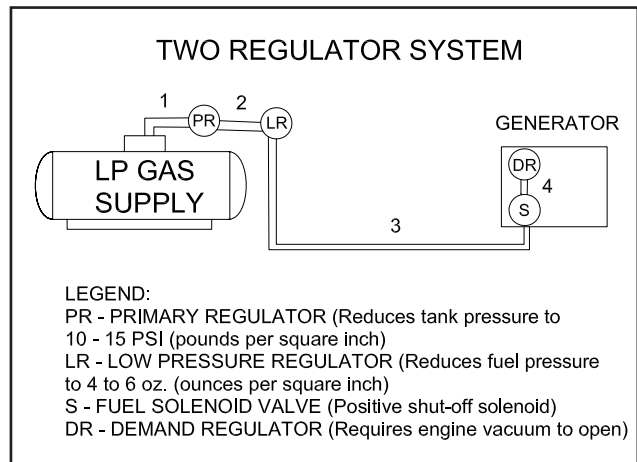 TWO REGULATOR SYSTEM
1
PR
2
LR
LP GAS
SUPPLY
GENERATOR
DR
4
S
3
LEGEND:
PR - PRIMARY REGULATOR (Reduces tank pressure to
10 - 15 PSI (pounds per square inch)
LR - LOW PRESSURE REGULATOR (Reduces fuel pressure
to 4 to 6 oz. (ounces per square inch)
S - FUEL SOLENOID VALVE (Positive shut-off solenoid)
DR - DEMAND REGULATOR (Requires engine vacuum to open)